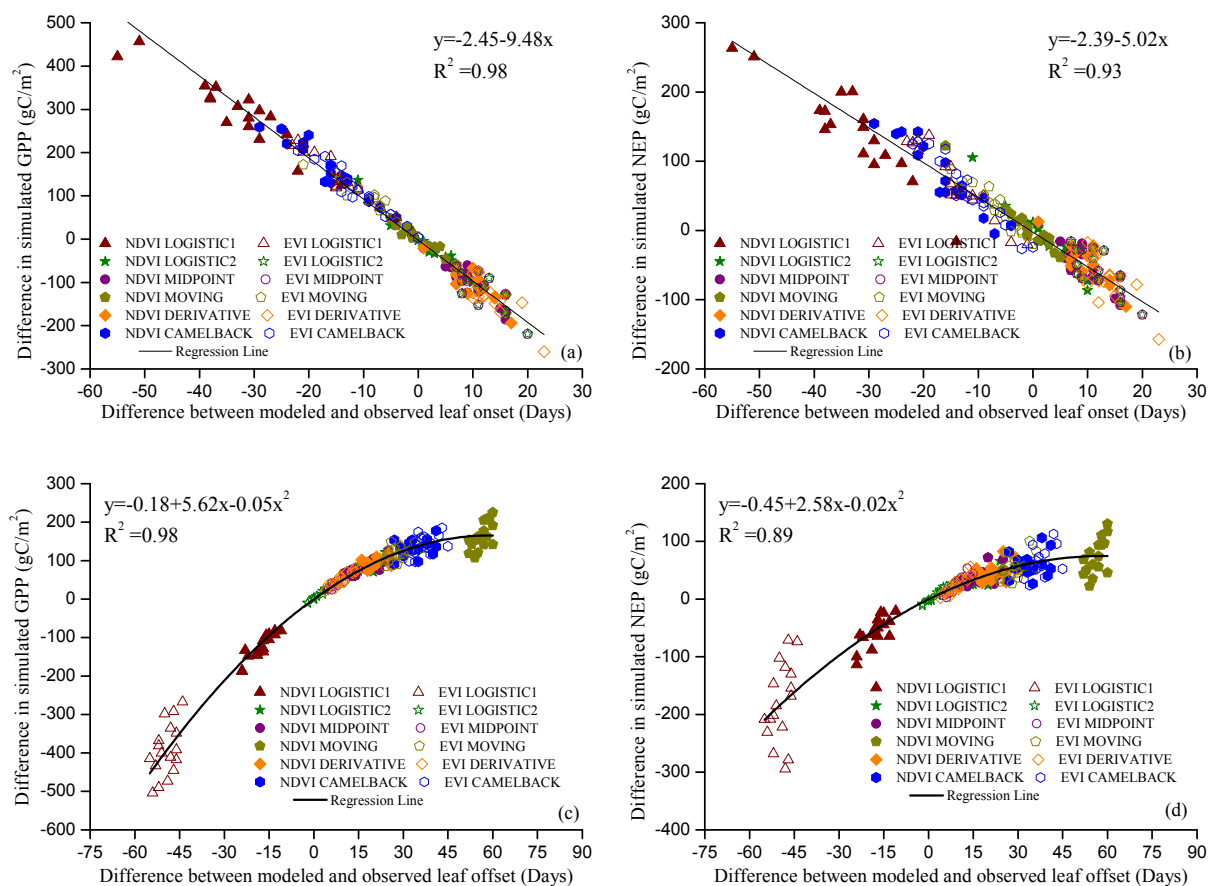 y=-2.45-9.48x
R² =0.98
500
400
300
200
100
0
-100
-200
-300
Difference in simulated GPP (gC/m²)
NDVI LOGISTIC1 EVI LOGISTIC1
NDVI LOGISTIC2 EVI LOGISTIC2
NDVI MIDPOINT EVI MIDPOINT
NDVI MOVING EVI MOVING
NDVI DERIVATIVE EVI DERIVATIVE
NDVI CAMELBACK EVI CAMELBACK
Regression Line
(a)
-60 -50 -40 -30 -20 -10 0 10 20 30
Difference between modeled and observed leaf onset (Days)
y=-2.39-5.02x
R² =0.93
300
200
100
0
-100
-200
Difference in simulated NEP (gC/m²)
NDVI LOGISTIC1 EVI LOGISTIC1
NDVI LOGISTIC2 EVI LOGISTIC2
NDVI MIDPOINT EVI MIDPOINT
NDVI MOVING EVI MOVING
NDVI DERIVATIVE EVI DERIVATIVE
NDVI CAMELBACK EVI CAMELBACK
Regression Line
(b)
-60 -50 -40 -30 -20 -10 0 10 20 30
Difference between modeled and observed leaf onset (Days)
y=-0.18+5.62x-0.05x²
R² =0.98
300
200
100
0
-100
-200
-300
-400
-500
-600
Difference in simulated GPP (gC/m²)
NDVI LOGISTIC1 EVI LOGISTIC1
NDVI LOGISTIC2 EVI LOGISTIC2
NDVI MIDPOINT EVI MIDPOINT
NDVI MOVING EVI MOVING
NDVI DERIVATIVE EVI DERIVATIVE
NDVI CAMELBACK EVI CAMELBACK
Regression Line
(c)
-75 -60 -45 -30 -15 0 15 30 45 60 75
Difference between modeled and observed leaf offset (Days)
y=-0.45+2.58x-0.02x²
R² =0.89
200
100
0
-100
-200
-300
-400
Difference in simulated NEP (gC/m²)
NDVI LOGISTIC1 EVI LOGISTIC1
NDVI LOGISTIC2 EVI LOGISTIC2
NDVI MIDPOINT EVI MIDPOINT
NDVI MOVING EVI MOVING
NDVI DERIVATIVE EVI DERIVATIVE
NDVI CAMELBACK EVI CAMELBACK
Regression Line
(d)
-75 -60 -45 -30 -15 0 15 30 45 60 75
Difference between modeled and observed leaf offset (Days)